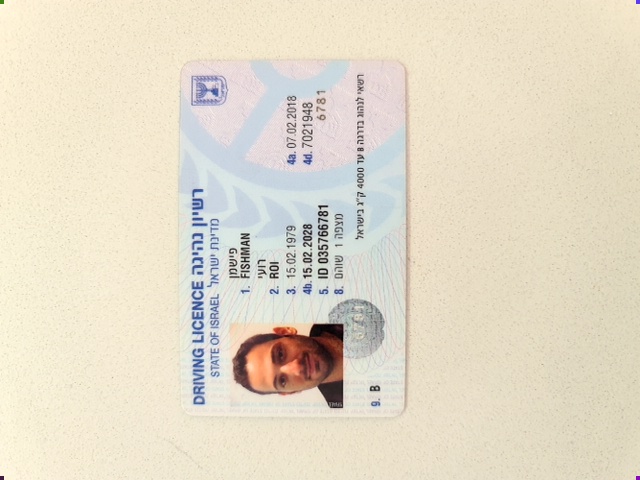 DRIVING LICENCE רשיון נהיגה
STATE OF ISRAEL מדינת ישראל
פישמן
1. FISHMAN
רועי
2. ROI
3. 15.02.1979
4a. 07.02.2018
4b. 15.02.2028
4d. 7021948
5. ID 035766781
6781
8. מצפה 1 שוהם
רשאי לנהוג בדרגה B עד 4000 ק"ג בישראל
6781
9. B